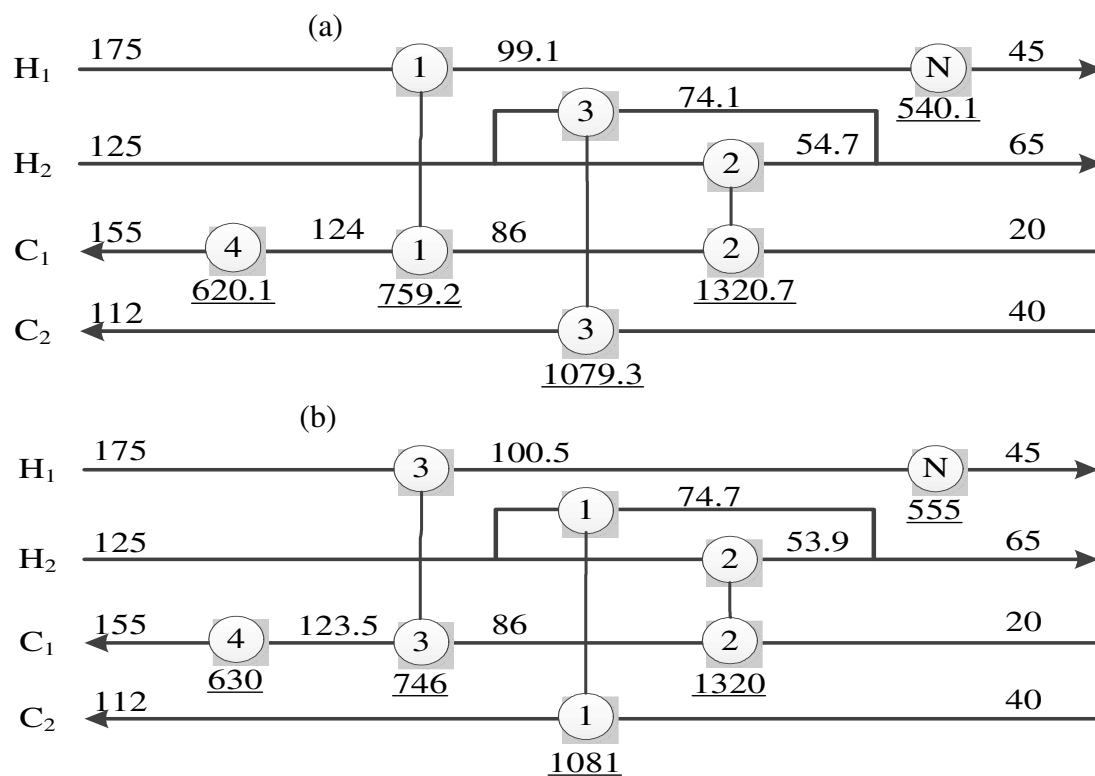 (a)
H₁ 175 1 99.1 N 45
540.1
H₂ 125 3 74.1 2 54.7 65
C₁ 155 4 124 1 86 2 20
620.1 759.2 1320.7
C₂ 112 3 40
1079.3
(b)
H₁ 175 3 100.5 N 45
555
H₂ 125 1 74.7 2 53.9 65
C₁ 155 4 123.5 3 86 2 20
630 746 1320
C₂ 112 1 40
1081